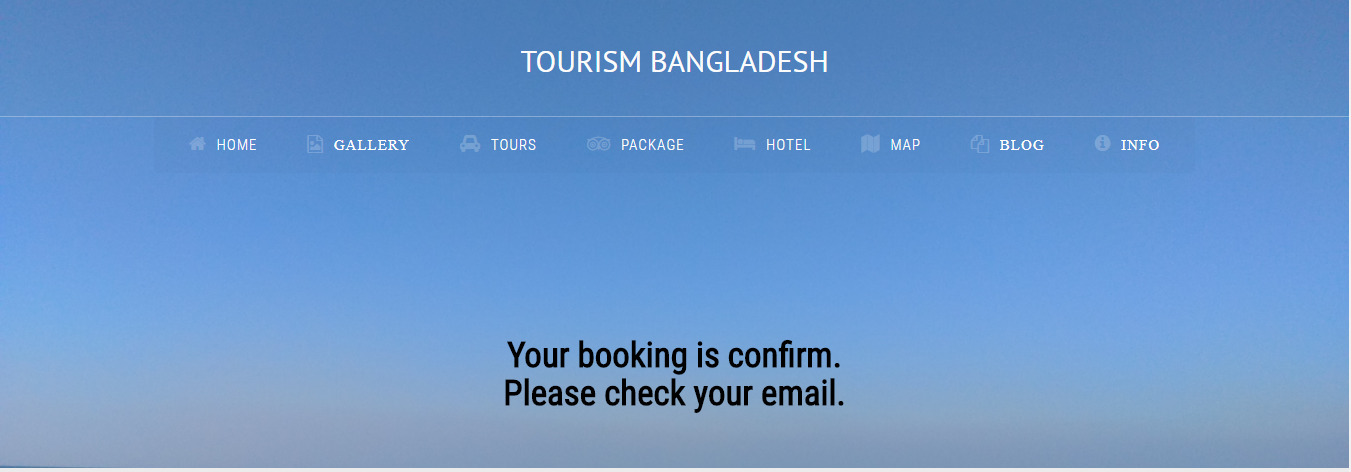 TOURISM BANGLADESH
HOME GALLERY TOURS PACKAGE HOTEL MAP BLOG INFO
Your booking is confirm.
Please check your email.